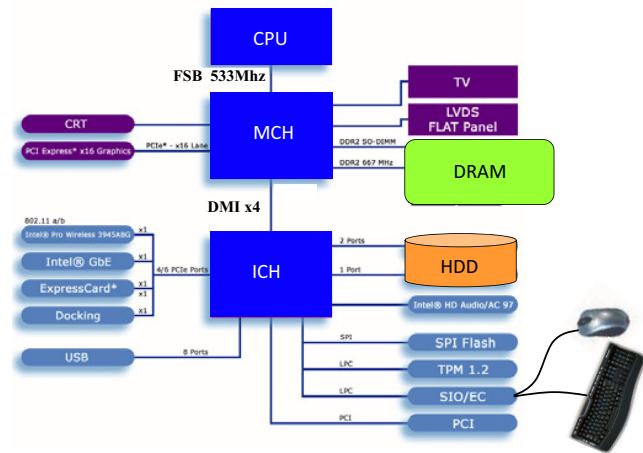 CPU
FSB 533Mhz
TV
CRT
MCH
LVDS
FLAT Panel
PCI Express* x16 Graphics
PCIe* - x16 Lane
DDR2 SO-DIMM
DDR2 667 MHz
DRAM
DMI x4
802.11 a/b
Intel® Pro Wireless 3945ABG
x1
Intel® GbE
x1
ExpressCard*
x1
x1
Docking
x1
4/6 PCIe Ports
ICH
2 Ports
1 Port
HDD
Intel® HD Audio/AC 97
USB
8 Ports
SPI
SPI Flash
LPC
TPM 1.2
LPC
SIO/EC
PCI
PCI